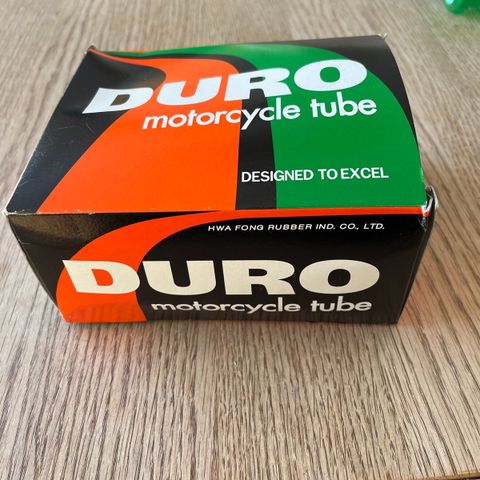 DURO
motorcycle tube
DESIGNED TO EXCEL
HWA FONG RUBBER IND. CO., LTD.
DURO
motorcycle tube